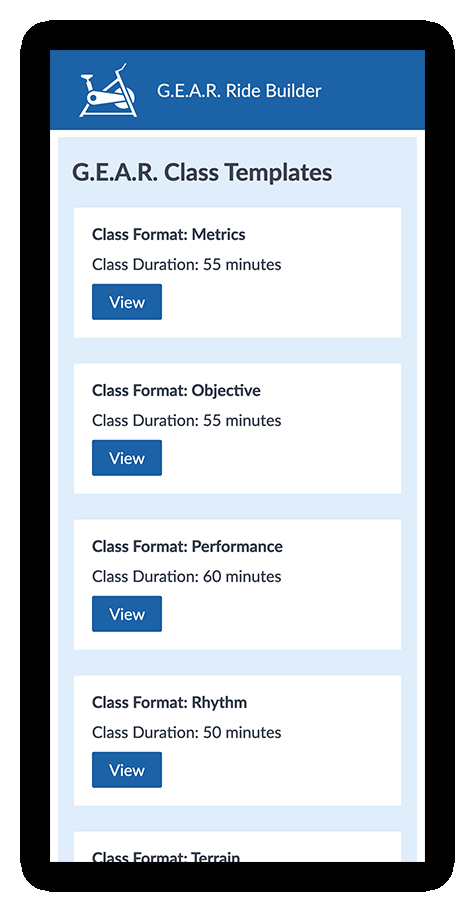 G.E.A.R. Ride Builder
G.E.A.R. Class Templates
Class Format: Metrics
Class Duration: 55 minutes
View
Class Format: Objective
Class Duration: 55 minutes
View
Class Format: Performance
Class Duration: 60 minutes
View
Class Format: Rhythm
Class Duration: 50 minutes
View
Class Format: Terrain